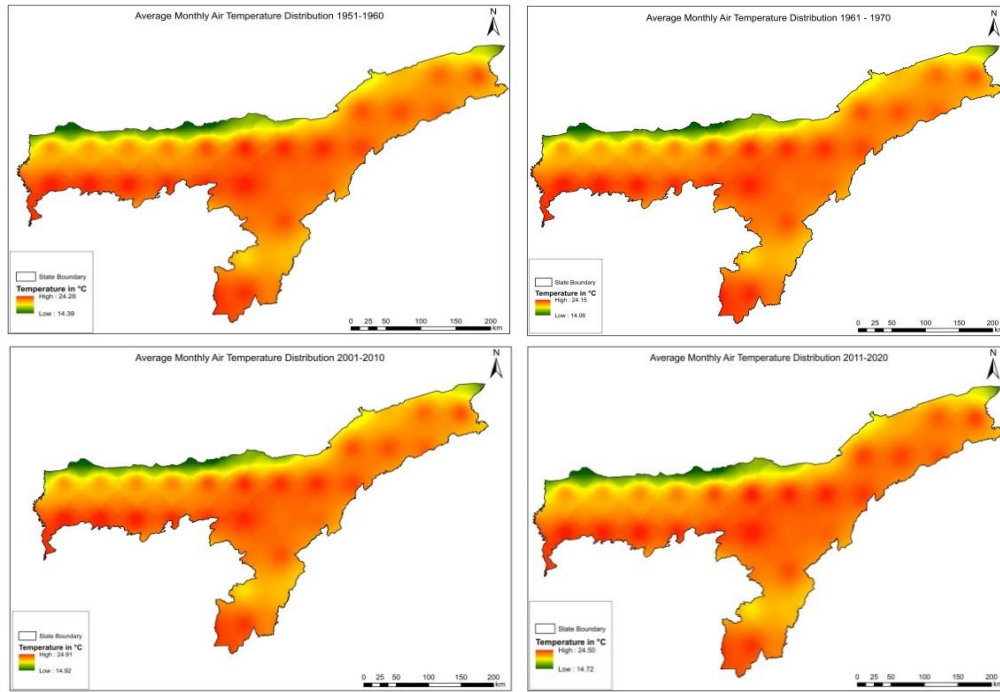 Average Monthly Air Temperature Distribution 1951-1960
N
State Boundary
Temperature in °C
High : 24.28
Low : 14.39
0 25 50 100 150 200
km
Average Monthly Air Temperature Distribution 1961 - 1970
N
State Boundary
Temperature in °C
High : 24.15
Low : 14.06
0 25 50 100 150 200
km
Average Monthly Air Temperature Distribution 2001-2010
N
State Boundary
Temperature in °C
High : 24.91
Low : 14.92
0 25 50 100 150 200
km
Average Monthly Air Temperature Distribution 2011-2020
N
State Boundary
Temperature in °C
High : 24.50
Low : 14.72
0 25 50 100 150 200
km